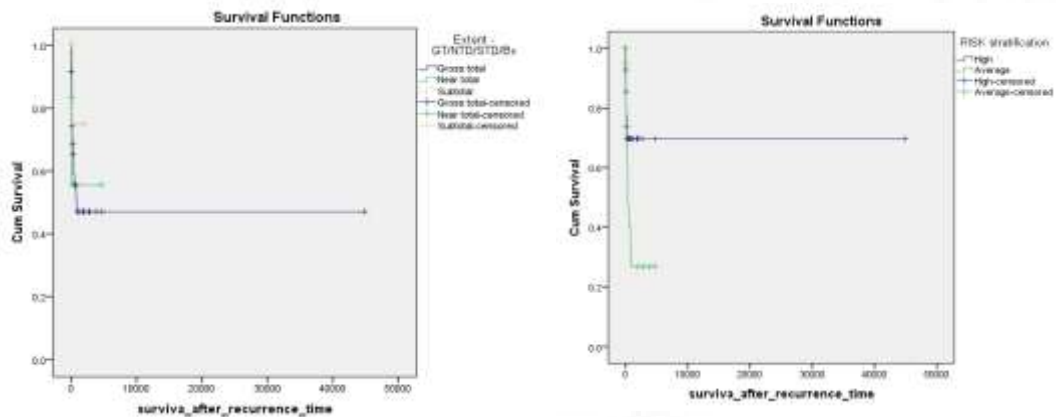 Survival Functions
Extent -
GT/NTD/STD/Bx
Gross total
Near total
Subtotal
Gross total-censored
Near total-censored
Subtotal-censored
1.0
0.8
0.6
0.4
0.2
0.0
Cum Survival
0
10000
20000
30000
40000
50000
surviva_after_recurrence_time
Survival Functions
RISK stratification
High
Average
High-censored
Average-censored
1.0
0.8
0.6
0.4
0.2
0.0
Cum Survival
0
10000
20000
30000
40000
50000
surviva_after_recurrence_time